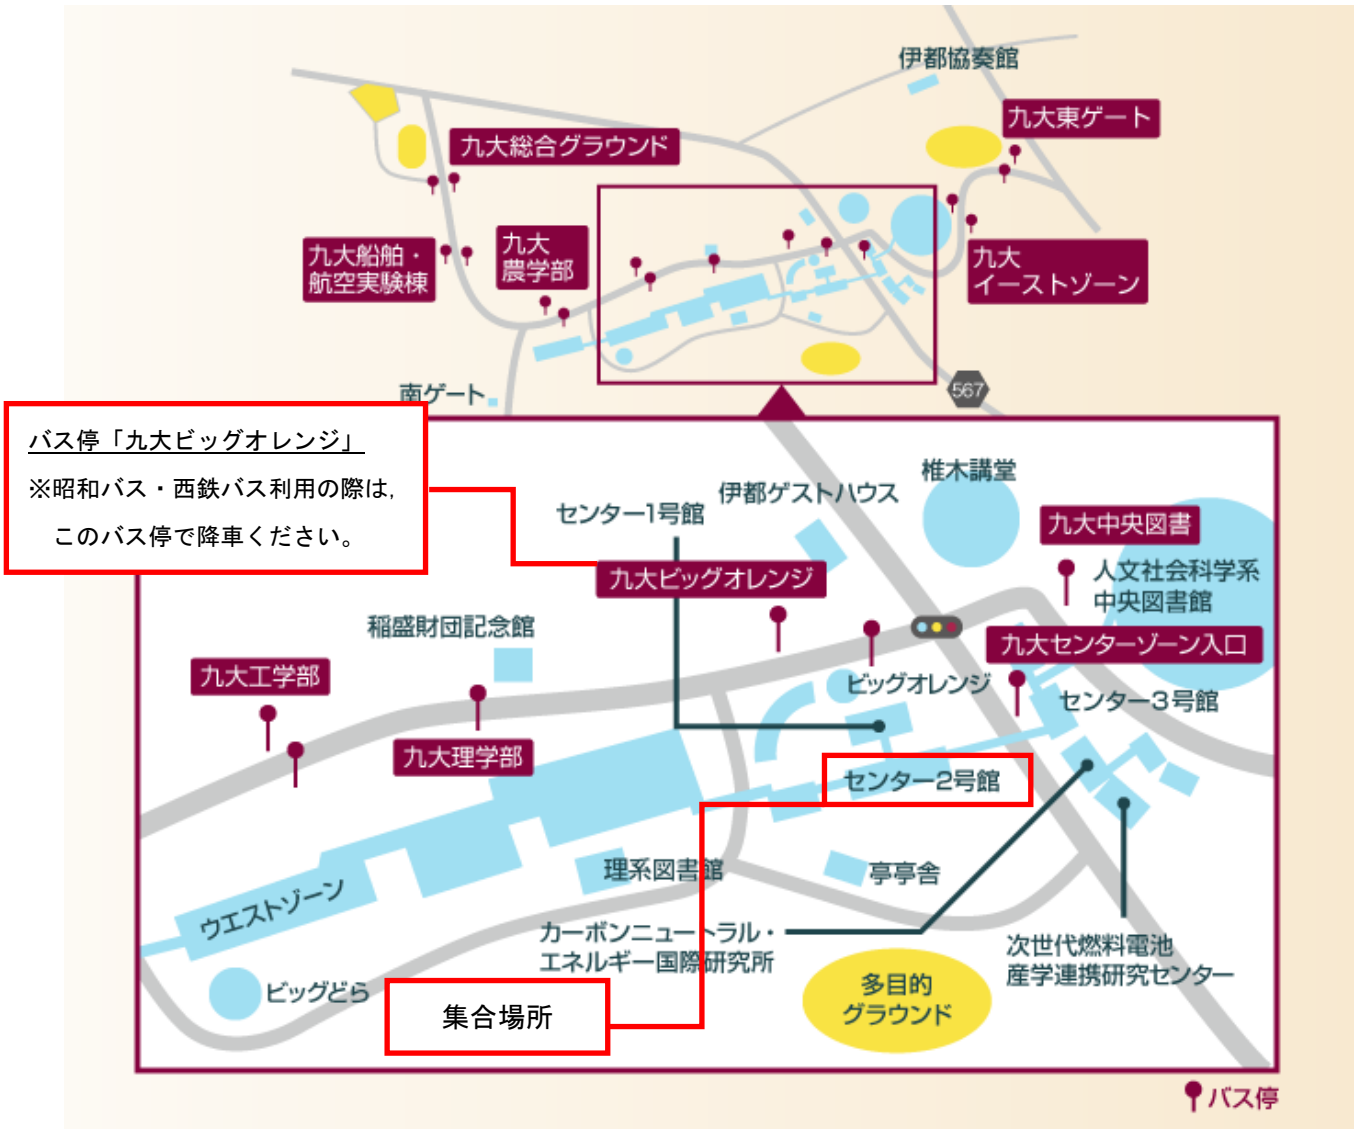 伊都協奏館
九大東ゲート
九大総合グラウンド
九大船舶・
航空実験棟
九大
農学部
九大
イーストゾーン
南ゲート
567
バス停「九大ビッグオレンジ」
※昭和バス・西鉄バス利用の際は,
このバス停で降車ください。
椎木講堂
伊都ゲストハウス
センター1号館
九大中央図書
九大ビッグオレンジ
人文社会科学系
中央図書館
稲盛財団記念館
九大センターゾーン入口
九大工学部
ビッグオレンジ
センター3号館
九大理学部
センター2号館
理系図書館
亭亭舎
ウエストゾーン
カーボンニュートラル・
エネルギー国際研究所
次世代燃料電池
産学連携研究センター
ビッグどら
多目的
グラウンド
集合場所
バス停